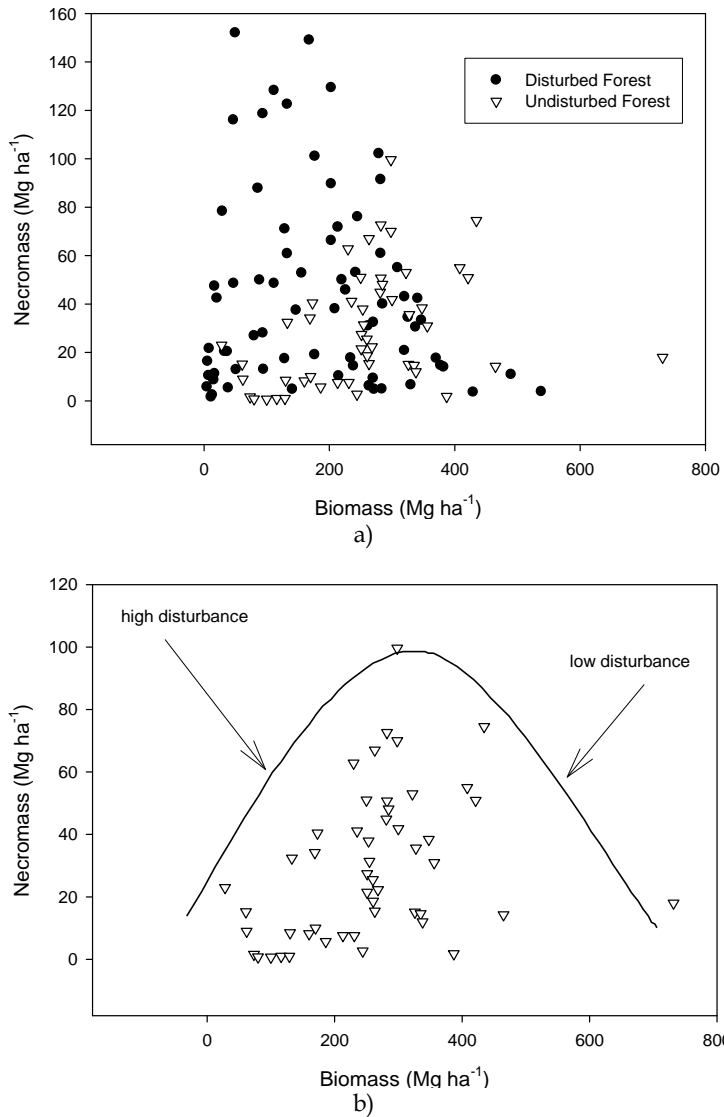 160
140
120
100
80
60
40
20
0
Necromass (Mg ha⁻¹)
Disturbed Forest
Undisturbed Forest
0 200 400 600 800
Biomass (Mg ha⁻¹)
a)
120
100
80
60
40
20
0
Necromass (Mg ha⁻¹)
high disturbance
low disturbance
0 200 400 600 800
Biomass (Mg ha⁻¹)
b)